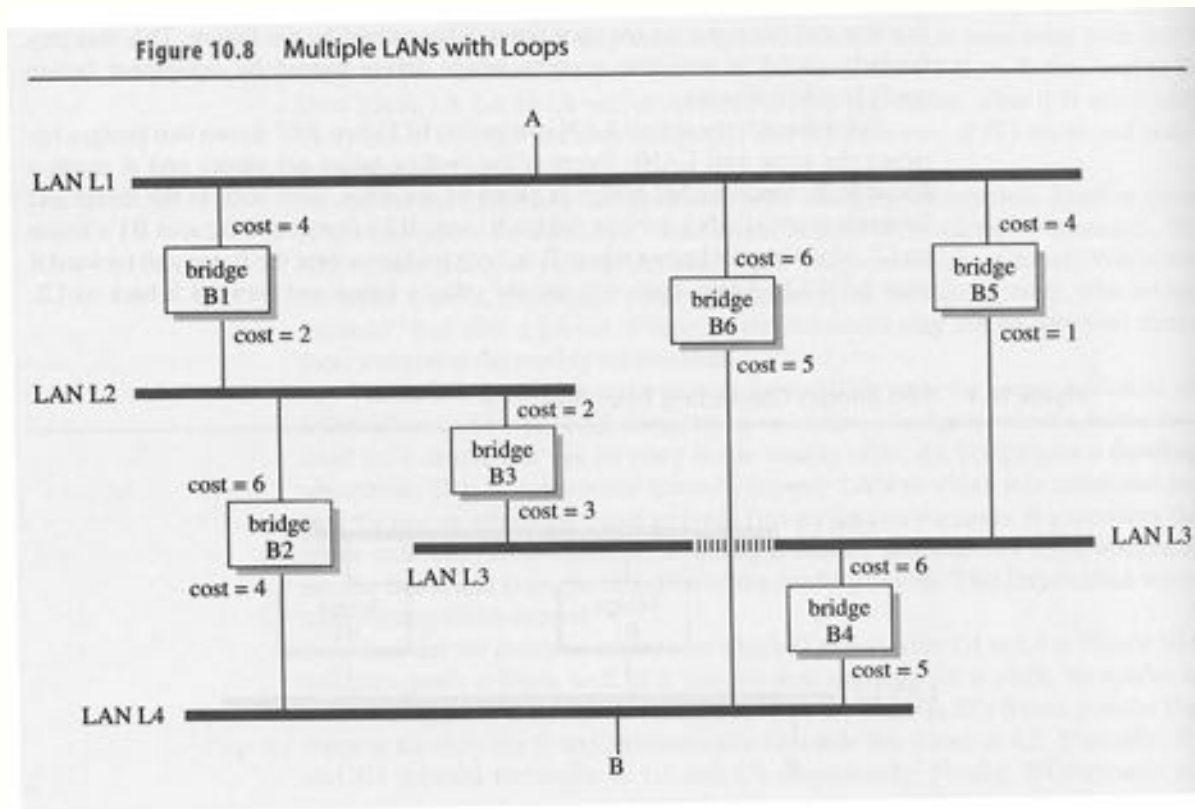 Figure 10.8 Multiple LANs with Loops
A
LAN L1
cost = 4
cost = 6
cost = 4
bridge
B1
bridge
B6
bridge
B5
cost = 2
cost = 5
cost = 1
LAN L2
cost = 2
bridge
B3
cost = 6
cost = 3
bridge
B2
LAN L3
LAN L3
cost = 4
cost = 6
bridge
B4
cost = 5
LAN L4
B